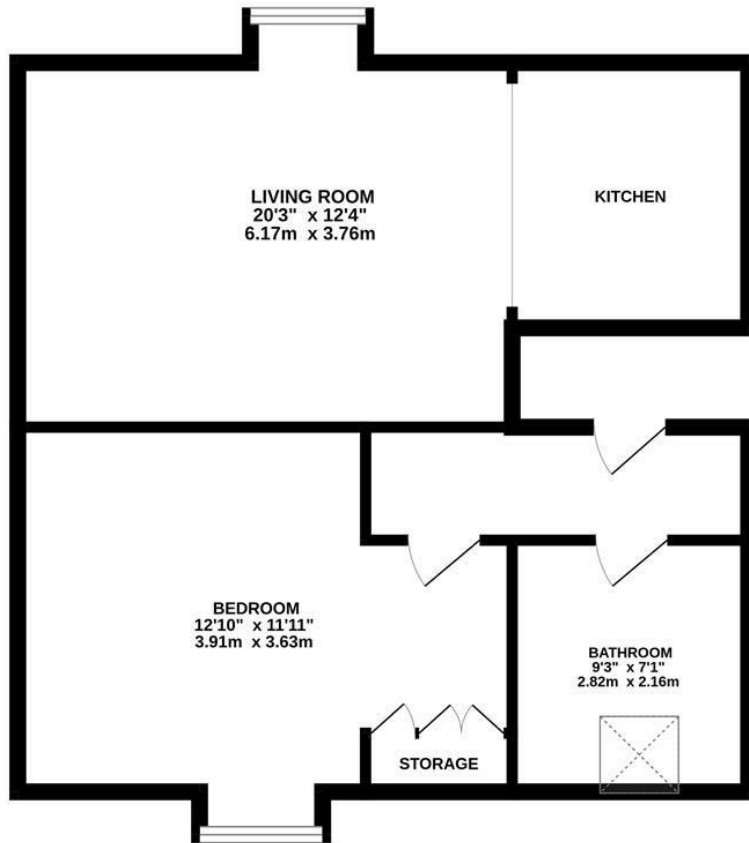 LIVING ROOM
20'3" x 12'4"
6.17m x 3.76m
KITCHEN
BEDROOM
12'10" x 11'11"
3.91m x 3.63m
BATHROOM
9'3" x 7'1"
2.82m x 2.16m
STORAGE